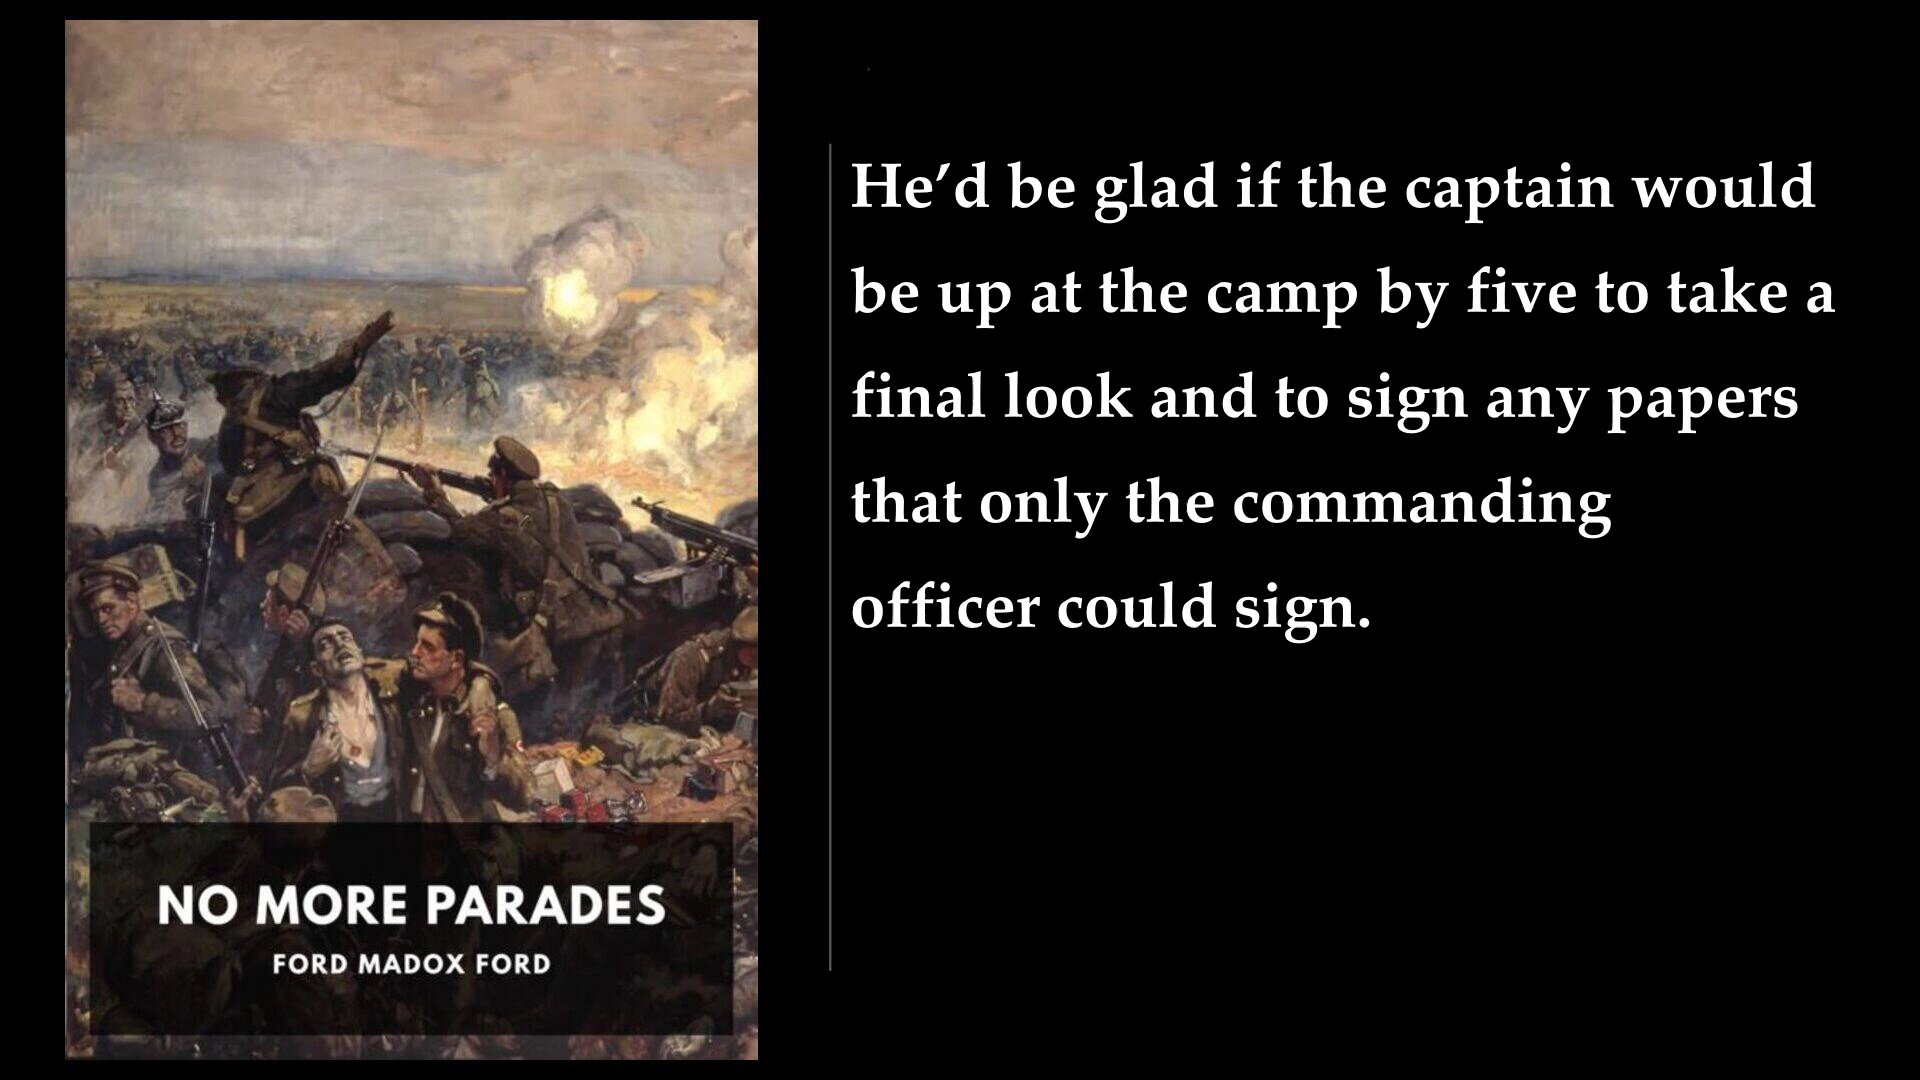 He’d be glad if the captain would
be up at the camp by five to take a
final look and to sign any papers
that only the commanding
officer could sign.
NO MORE PARADES
FORD MADOX FORD